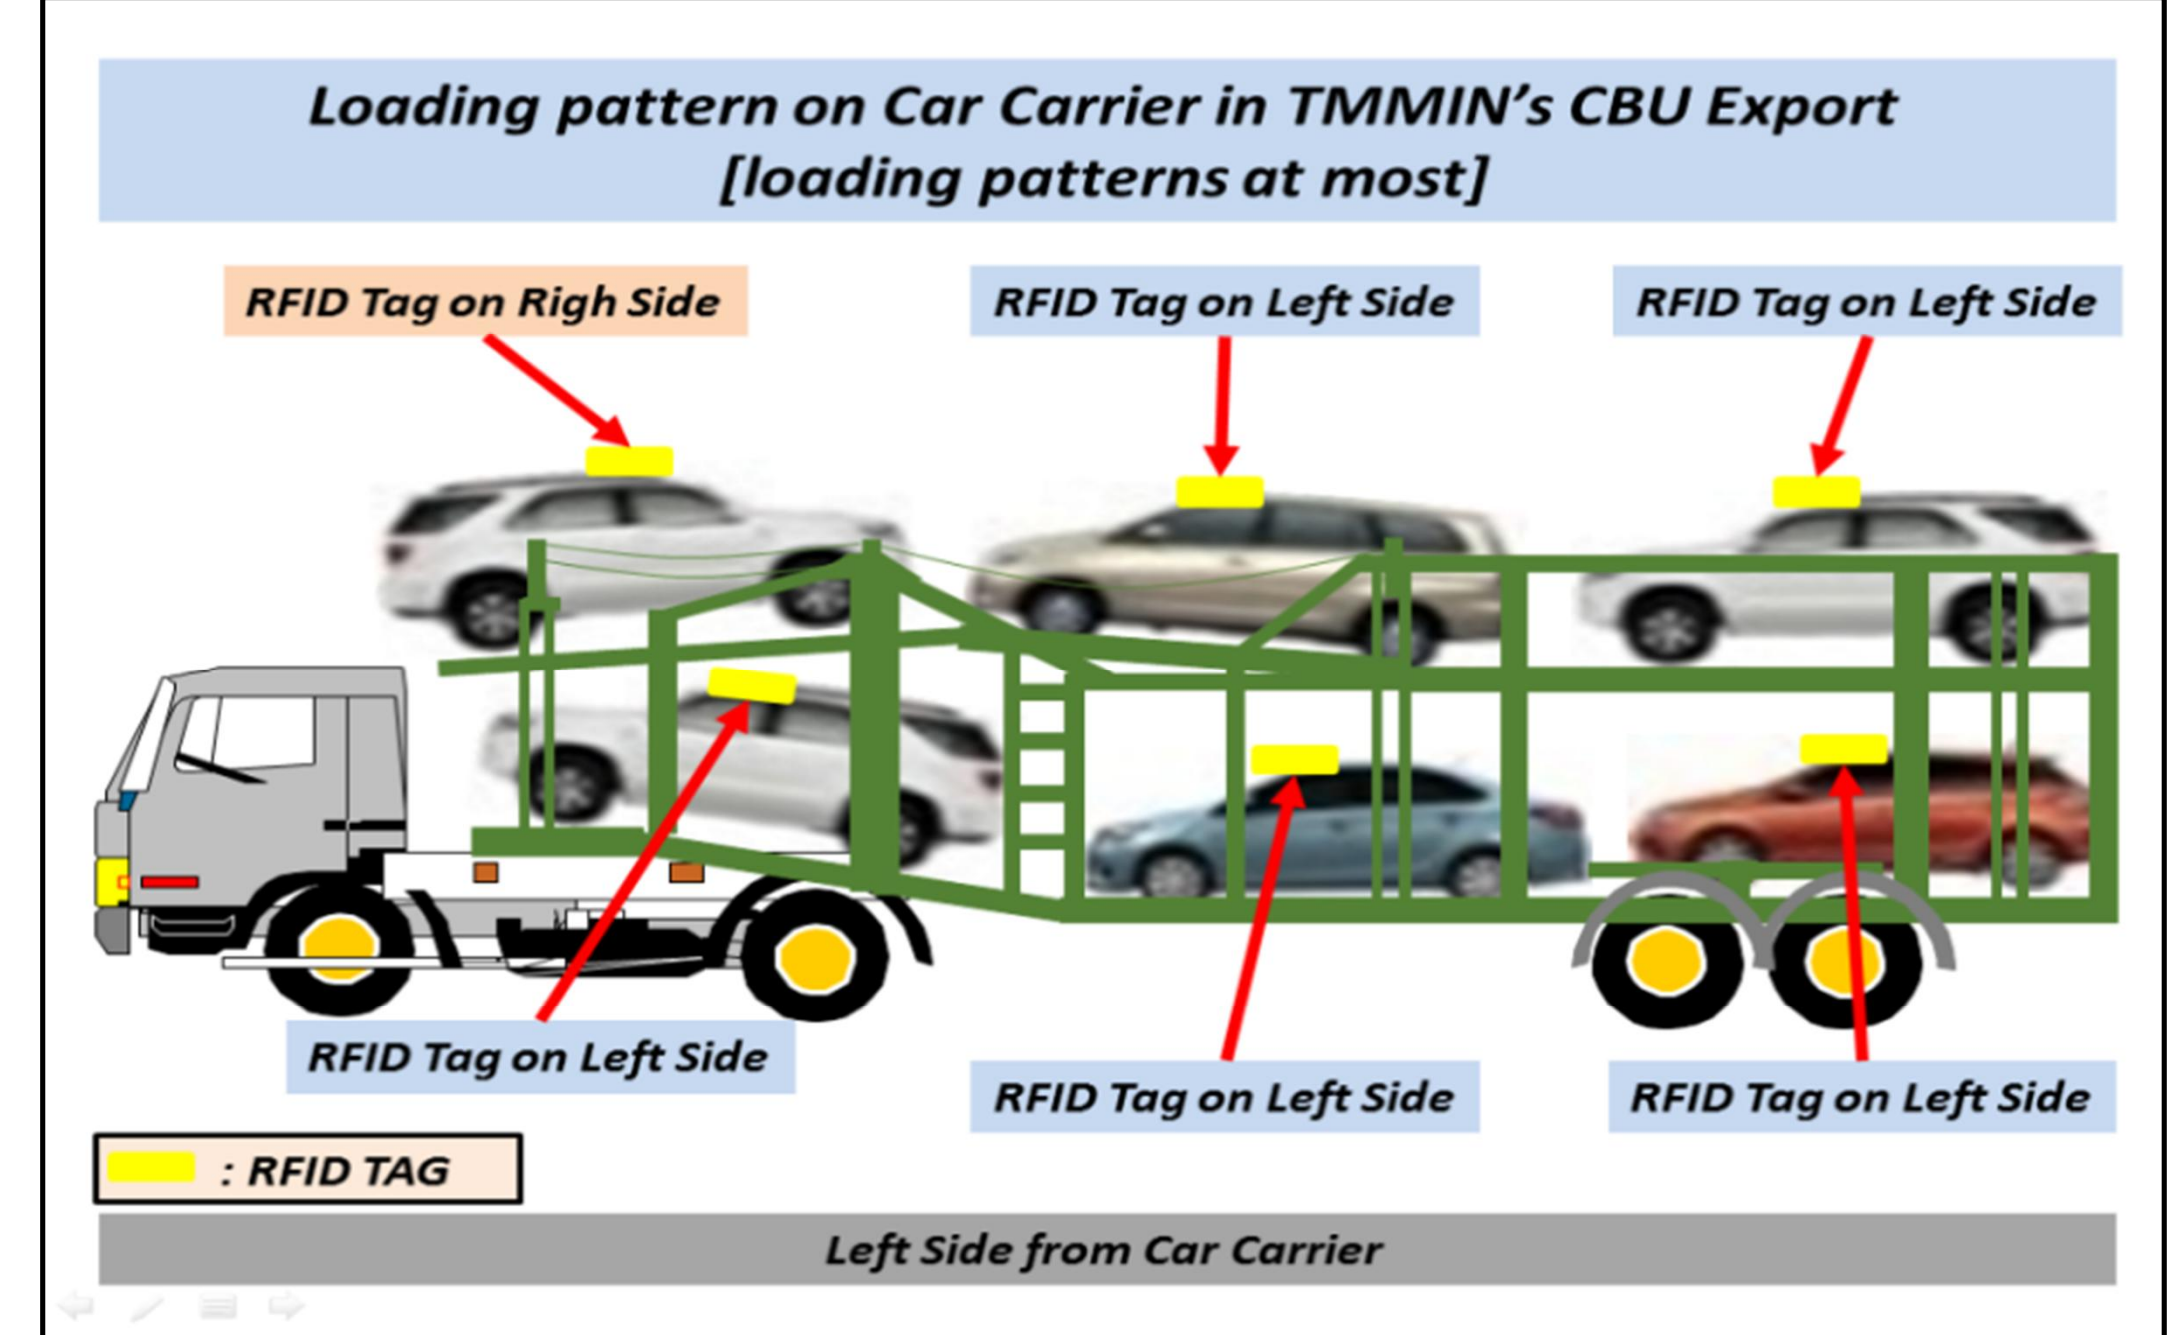 Loading pattern on Car Carrier in TMMIN’s CBU Export
[loading patterns at most]
RFID Tag on Righ Side
RFID Tag on Left Side
RFID Tag on Left Side
RFID Tag on Left Side
RFID Tag on Left Side
RFID Tag on Left Side
: RFID TAG
Left Side from Car Carrier